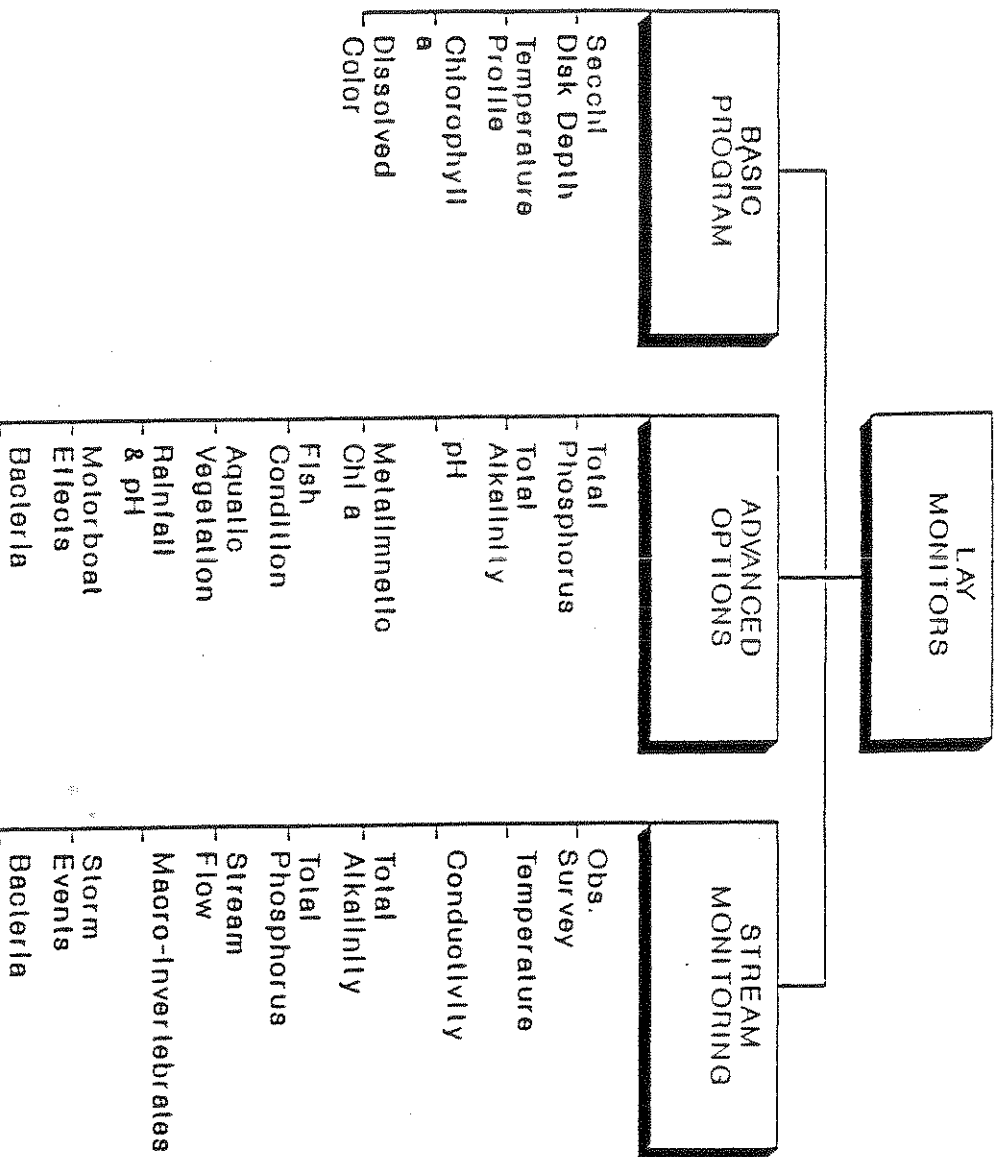 LAY
MONITORS
BASIC
PROGRAM
Secchi
Disk Depth
Temperature
Profile
Chlorophyll
a
Dissolved
Color
ADVANCED
OPTIONS
Total
Phosphorus
Total
Alkalinity
pH
Metalimnetic
Chl a
Fish
Condition
Aquatic
Vegetation
Rainfall
& pH
Motorboat
Effects
Bacteria
STREAM
MONITORING
Obs.
Survey
Temperature
Conductivity
Total
Alkalinity
Total
Phosphorus
Stream
Flow
Macro-Invertebrates
Storm
Events
Bacteria